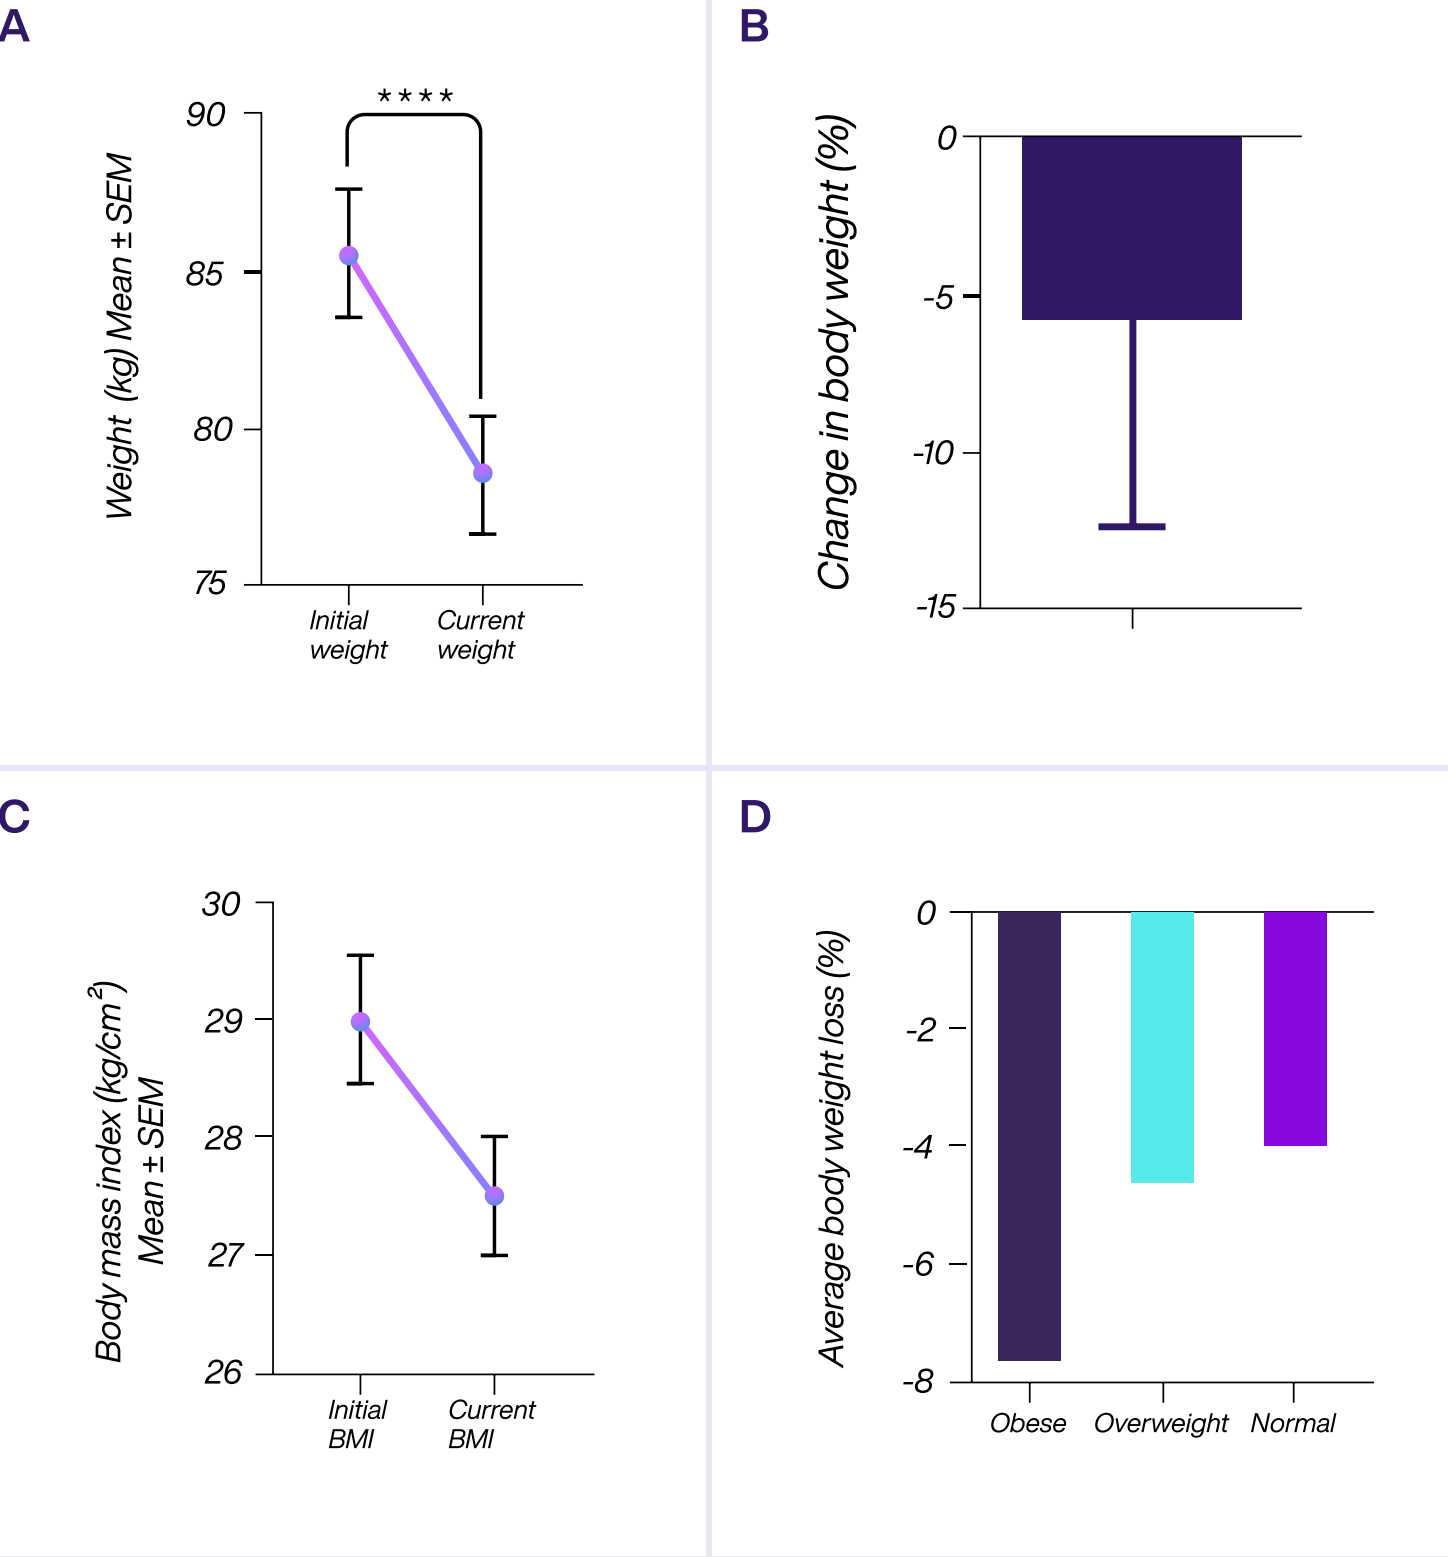 A
****
90
85
80
75
Weight (kg) Mean ± SEM
Initial
weight
Current
weight
B
0
-5
-10
-15
Change in body weight (%)
C
30
29
28
27
26
Body mass index (kg/cm²)
Mean ± SEM
Initial
BMI
Current
BMI
D
0
-2
-4
-6
-8
Average body weight loss (%)
Obese
Overweight
Normal